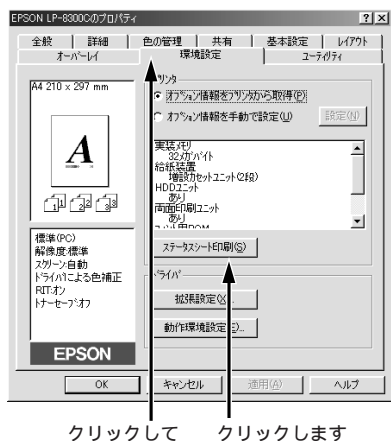 EPSON LP-8300Cのプロパティ
全般 詳細 色の管理 共有 基本設定 レイアウト
オーバーレイ 環境設定 ユーティリティ
A4 210 x 297 mm
A
1 1 2 1 2 3
標準(PC)
解像度:標準
スクリーン:自動
ドライバによる色補正
RIT:オン
トナーセーブ:オフ
EPSON
プリンタ
オプション情報をプリンタから取得(P)
オプション情報を手動で設定(U)
設定(N)
実装メモリ
32メガバイト
給紙装置
増設カセットユニット(2段)
HDDユニット
あり
両面印刷ユニット
あり
ステータスシート印刷(S)
ドライバ
拡張設定(X)...
動作環境設定(E)...
OK キャンセル 適用(A) ヘルプ
クリックして クリックします